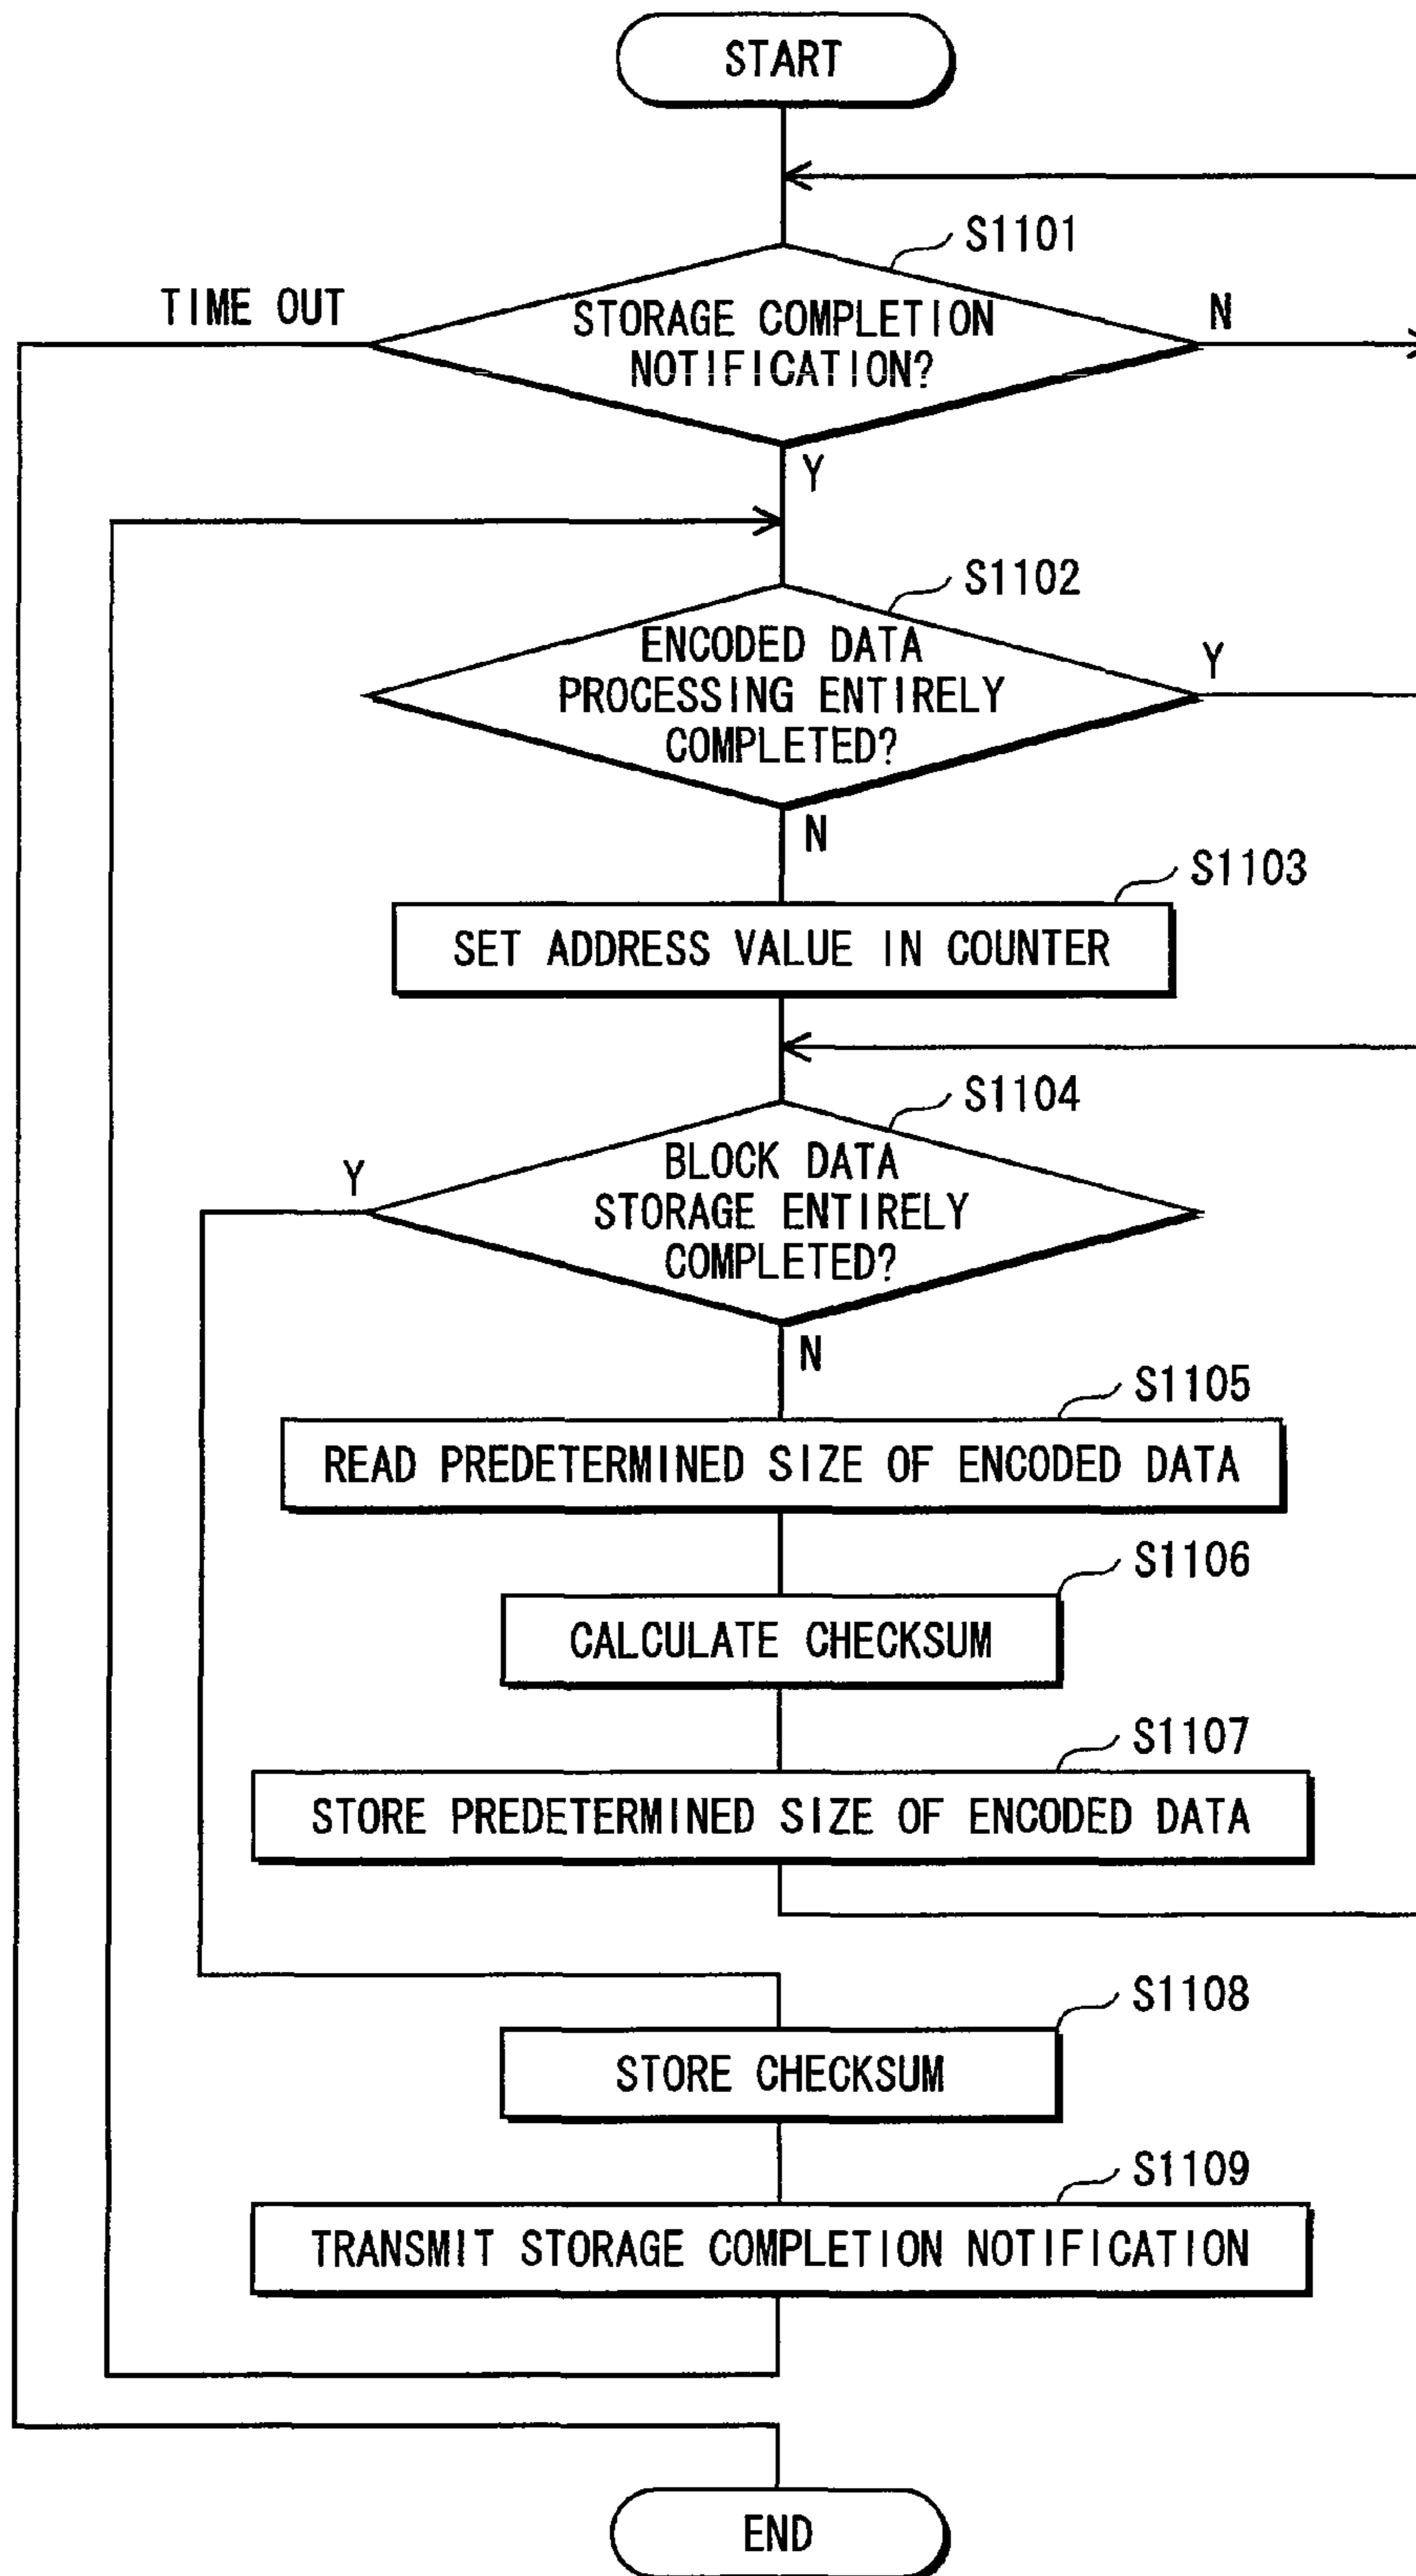 START
S1101
TIME OUT
STORAGE COMPLETION
NOTIFICATION?
N
Y
S1102
ENCODED DATA
PROCESSING ENTIRELY
COMPLETED?
Y
N
S1103
SET ADDRESS VALUE IN COUNTER
S1104
Y
BLOCK DATA
STORAGE ENTIRELY
COMPLETED?
N
S1105
READ PREDETERMINED SIZE OF ENCODED DATA
S1106
CALCULATE CHECKSUM
S1107
STORE PREDETERMINED SIZE OF ENCODED DATA
S1108
STORE CHECKSUM
S1109
TRANSMIT STORAGE COMPLETION NOTIFICATION
END